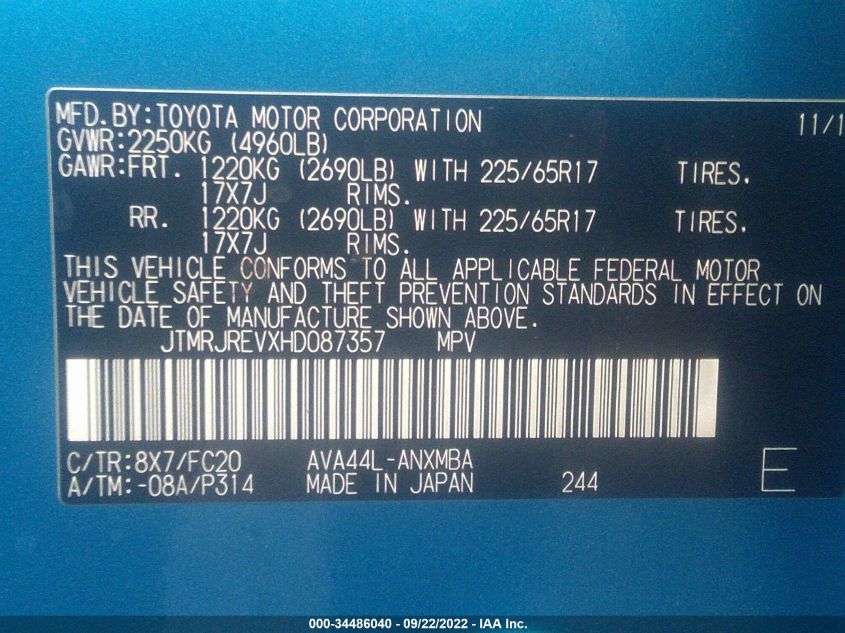 MFD. BY: TOYOTA MOTOR CORPORATION 11/1
GVWR: 2250KG (4960LB)
GAWR: FRT. 1220KG (2690LB) WITH 225/65R17 TIRES.
17X7J RIMS.
RR. 1220KG (2690LB) WITH 225/65R17 TIRES.
17X7J RIMS.
THIS VEHICLE CONFORMS TO ALL APPLICABLE FEDERAL MOTOR
VEHICLE SAFETY AND THEFT PREVENTION STANDARDS IN EFFECT ON
THE DATE OF MANUFACTURE SHOWN ABOVE.
JTMRJREVXHD087357 MPV
C/TR: 8X7/FC20 AVA44L-ANXMBA
A/TM: -08A/P314 MADE IN JAPAN 244 E
000-34486040 - 09/22/2022 - IAA Inc.